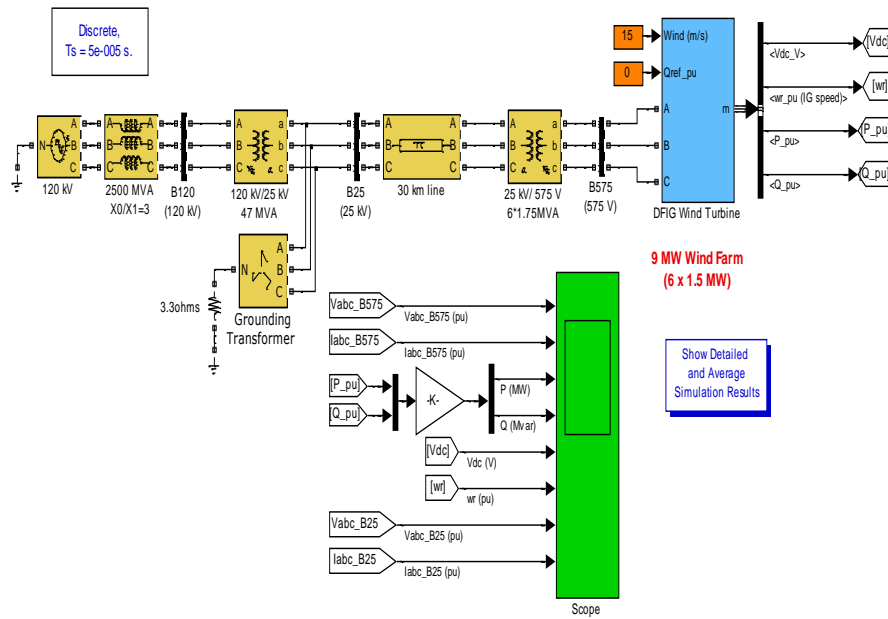 Discrete,
Ts = 5e-005 s.
15
Wind (m/s)
0
Qref_pu
A
B
C
m
DFIG Wind Turbine
<Vdc_V>
[Vdc]
<wr_pu (IG speed)>
[wr]
<P_pu>
P_pu
<Q_pu>
[Q_pu]
N
A
B
C
120 kV
A
B
C
A
B
C
2500 MVA
X0/X1=3
B120
(120 kV)
A
B
C
a
b
c
120 kV/25 kV
47 MVA
B25
(25 kV)
A
B
C
A
B
C
30 km line
A
B
C
a
b
c
25 kV/ 575 V
6*1.75MVA
B575
(575 V)
9 MW Wind Farm
(6 x 1.5 MW)
N
A
B
C
3.3ohms
Grounding
Transformer
Vabc_B575
Vabc_B575 (pu)
Iabc_B575
Iabc_B575 (pu)
[P_pu]
[Q_pu]
-K-
P (MW)
Q (Mvar)
[Vdc]
Vdc (V)
[wr]
wr (pu)
Vabc_B25
Vabc_B25 (pu)
Iabc_B25
Iabc_B25 (pu)
Scope
Show Detailed
and Average
Simulation Results